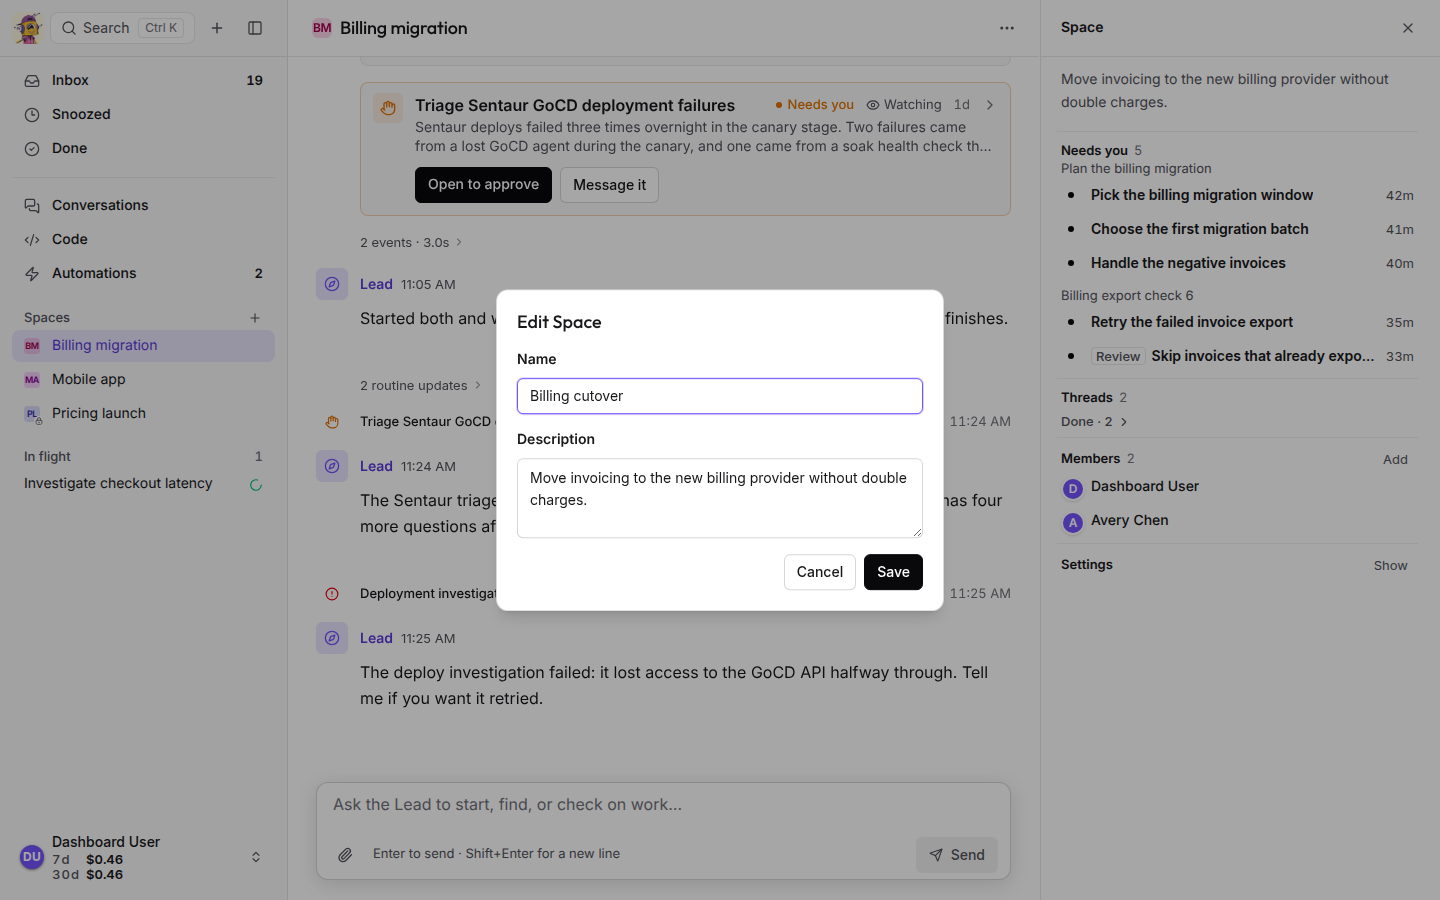 Search Ctrl K
Inbox 19
Snoozed
Done
Conversations
Code
Automations 2
Spaces
BM Billing migration
MA Mobile app
PL Pricing launch
In flight 1
Investigate checkout latency
DU Dashboard User
7d $0.46
30d $0.46
BM Billing migration
Triage Sentaur GoCD deployment failures Needs you Watching 1d
Sentaur deploys failed three times overnight in the canary stage. Two failures came
from a lost GoCD agent during the canary, and one came from a soak health check th...
Open to approve Message it
2 events · 3.0s
Lead 11:05 AM
Started both and finishes.
2 routine updates
Triage Sentaur GoCD 11:24 AM
Lead 11:24 AM
The Sentaur triage has four
more questions
Deployment 11:25 AM
Lead 11:25 AM
The deploy investigation failed: it lost access to the GoCD API halfway through. Tell
me if you want it retried.
Ask the Lead to start, find, or check on work...
Enter to send · Shift+Enter for a new line
Send
Edit Space
Name
Billing cutover
Description
Move invoicing to the new billing provider without double
charges.
Cancel Save
Space
Move invoicing to the new billing provider without
double charges.
Needs you 5
Plan the billing migration
Pick the billing migration window 42m
Choose the first migration batch 41m
Handle the negative invoices 40m
Billing export check 6
Retry the failed invoice export 35m
Review Skip invoices that already expo... 33m
Threads 2
Done · 2
Members 2 Add
D Dashboard User
A Avery Chen
Settings Show